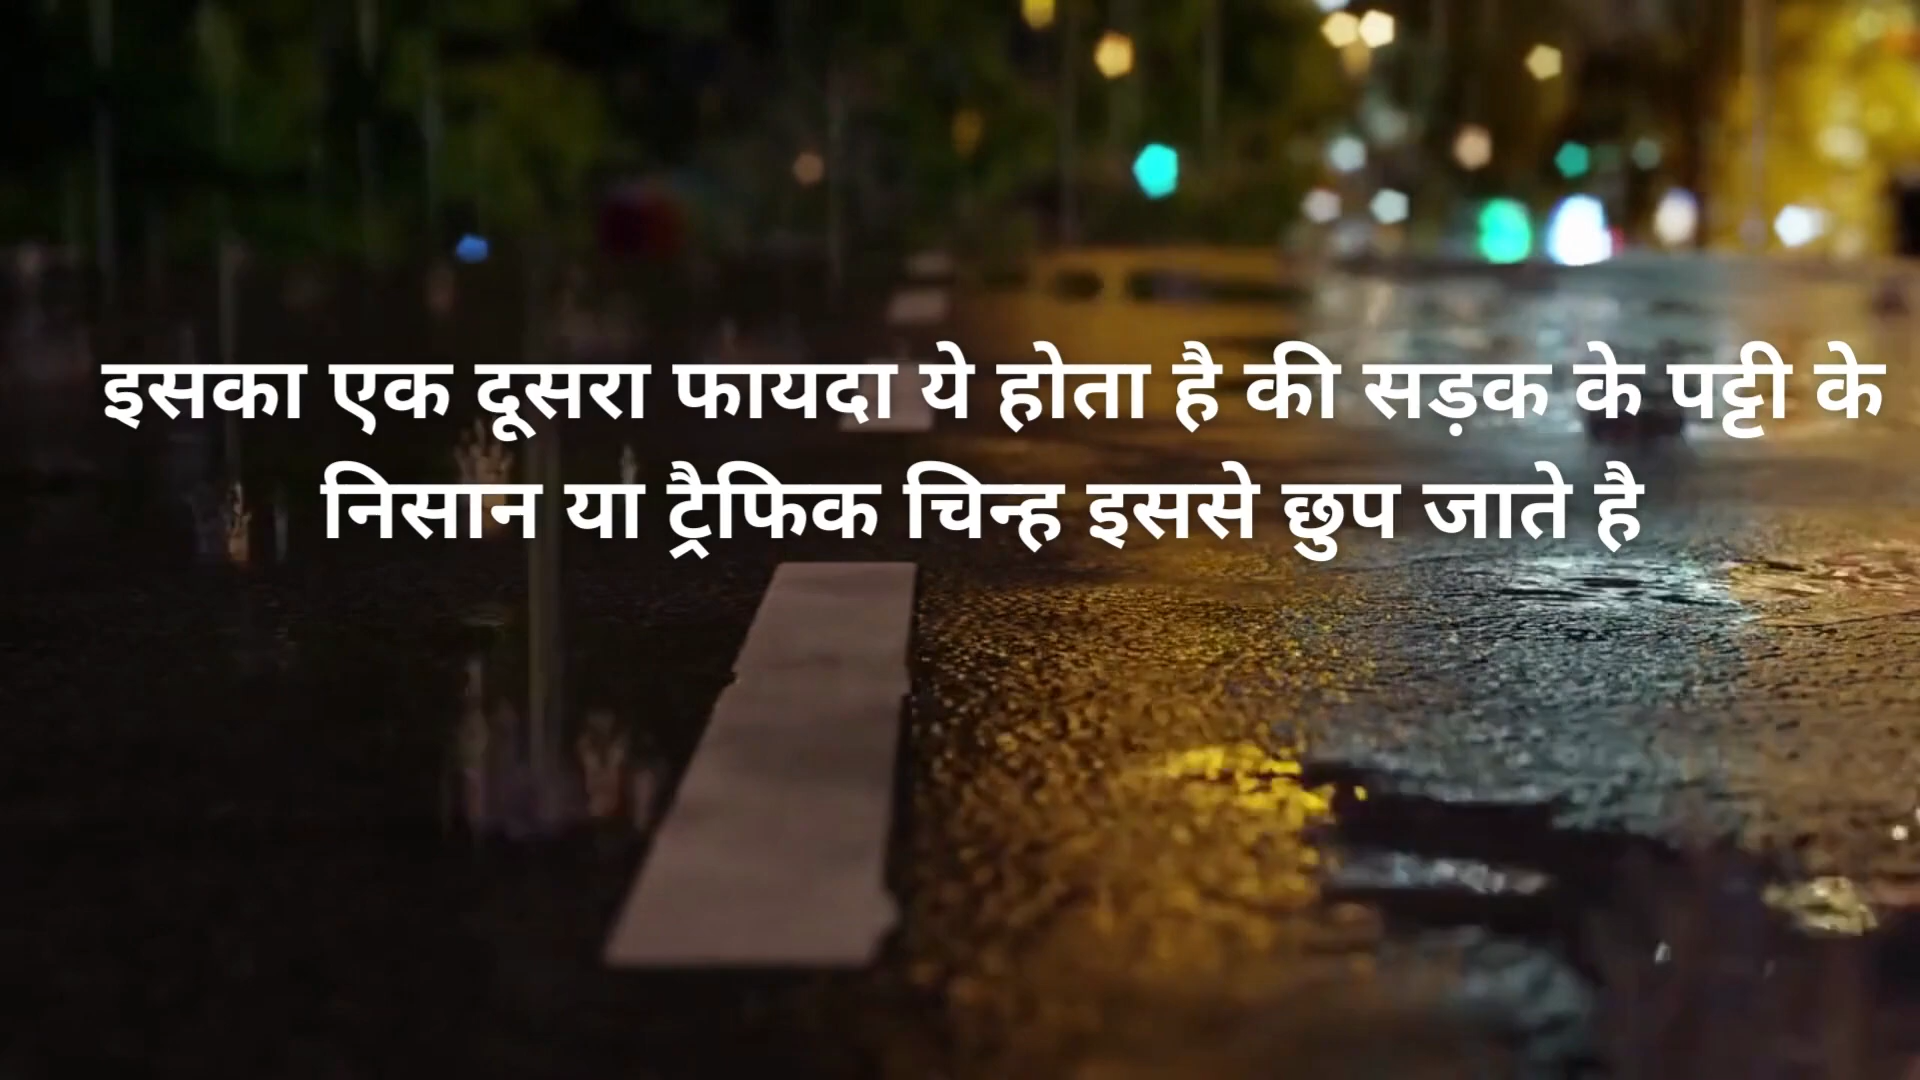 इसका एक दूसरा फायदा ये होता है की सड़क के पट्टी के
निसान या ट्रैफिक चिन्ह इससे छुप जाते है